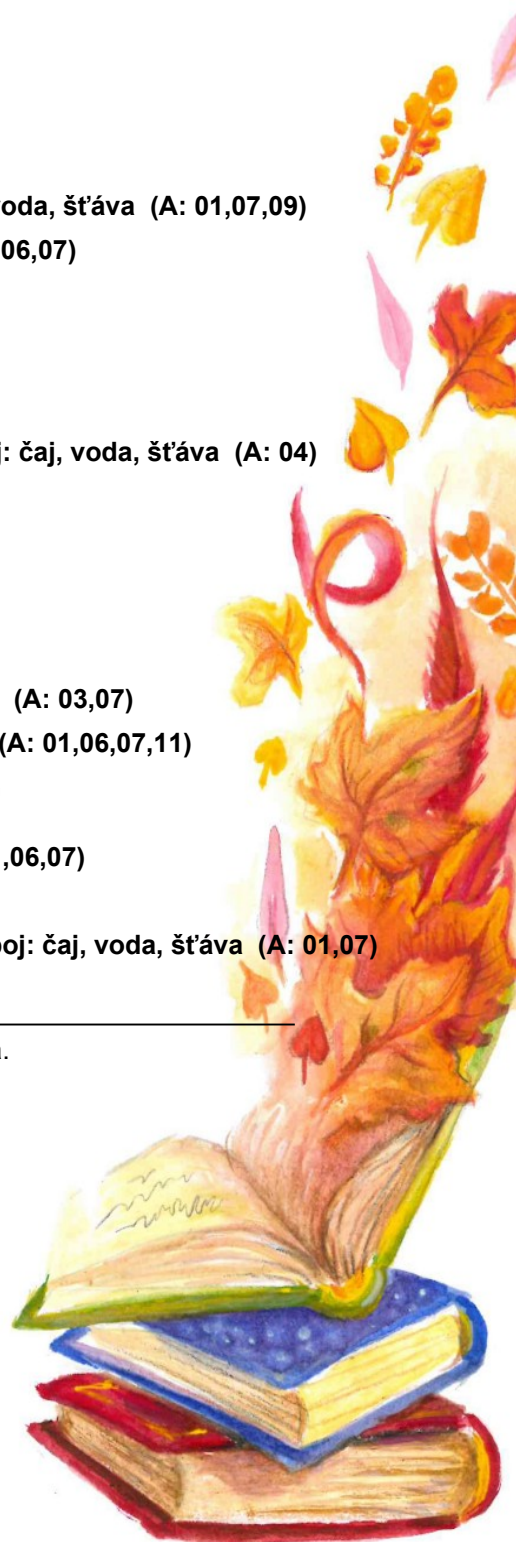 voda, šťáva (A: 01,07,09)
06,07)
j: čaj, voda, šťáva (A: 04)
(A: 03,07)
(A: 01,06,07,11)
,06,07)
oj: čaj, voda, šťáva (A: 01,07)